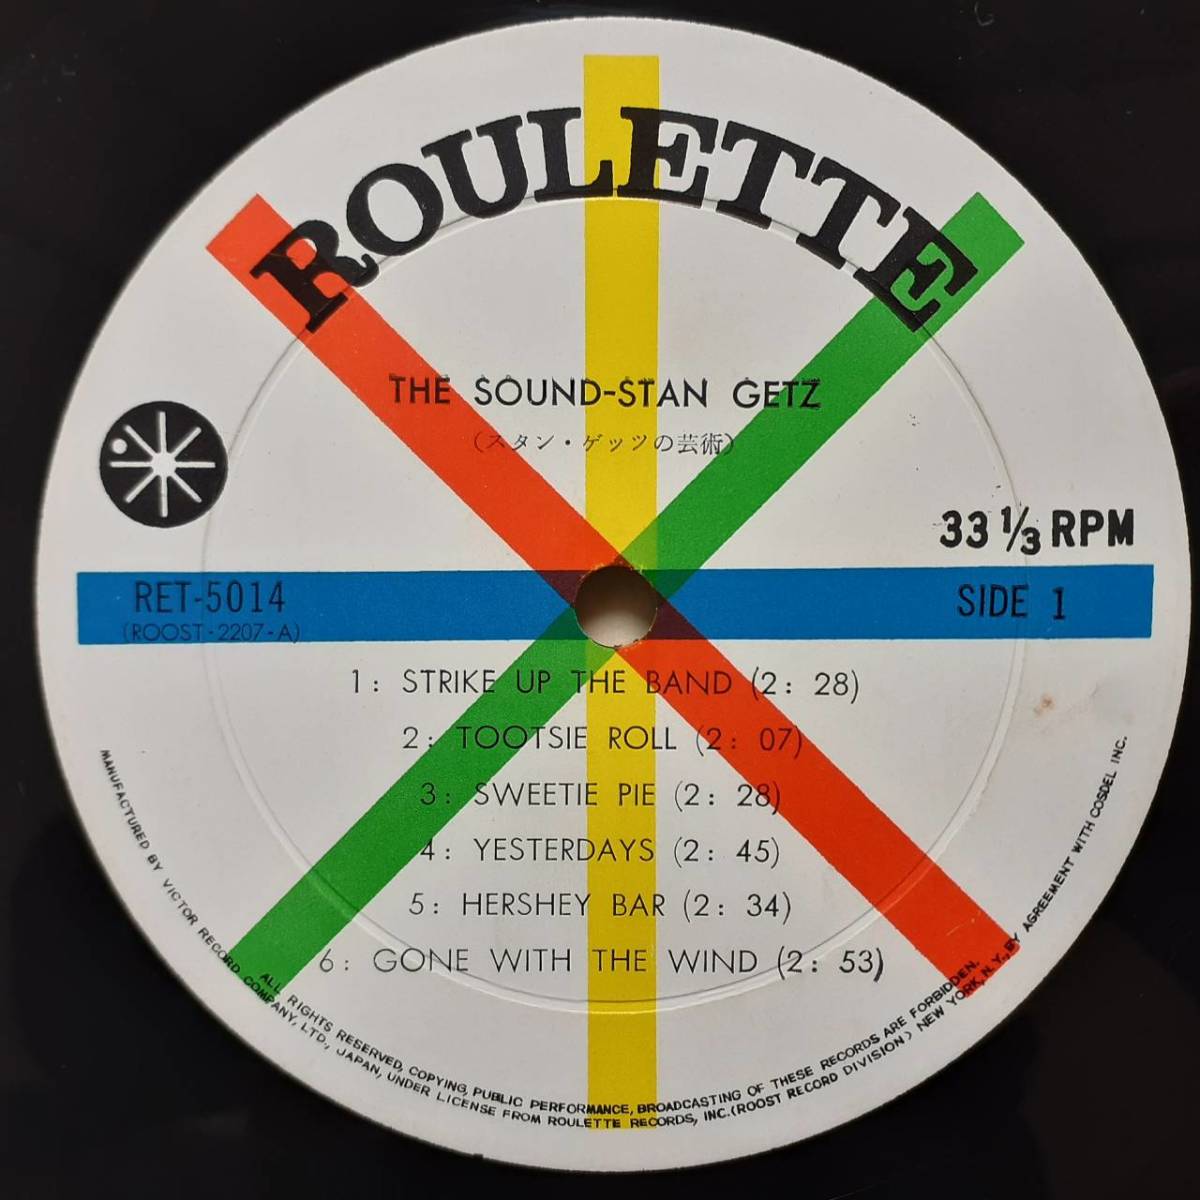 ROULETTE
THE SOUND-STAN GETZ
(スタン・ゲッツの芸術)
33 1/3 RPM
RET-5014
(ROOST-2207-A)
SIDE 1
1: STRIKE UP THE BAND (2: 28)
2: TOOTSIE ROLL (2: 07)
3: SWEETIE PIE (2: 28)
4: YESTERDAYS (2: 45)
5: HERSHEY BAR (2: 34)
6: GONE WITH THE WIND (2: 53)
ALL RIGHTS RESERVED, COPYING, PUBLIC PERFORMANCE, BROADCASTING OF THESE RECORDS ARE FORBIDDEN.
MANUFACTURED BY VICTOR RECORD COMPANY, LTD., JAPAN, UNDER LICENSE FROM ROULETTE RECORDS, INC.(ROOST RECORD DIVISION) NEW YORK, N.Y., BY AGREEMENT WITH COSDEL INC.